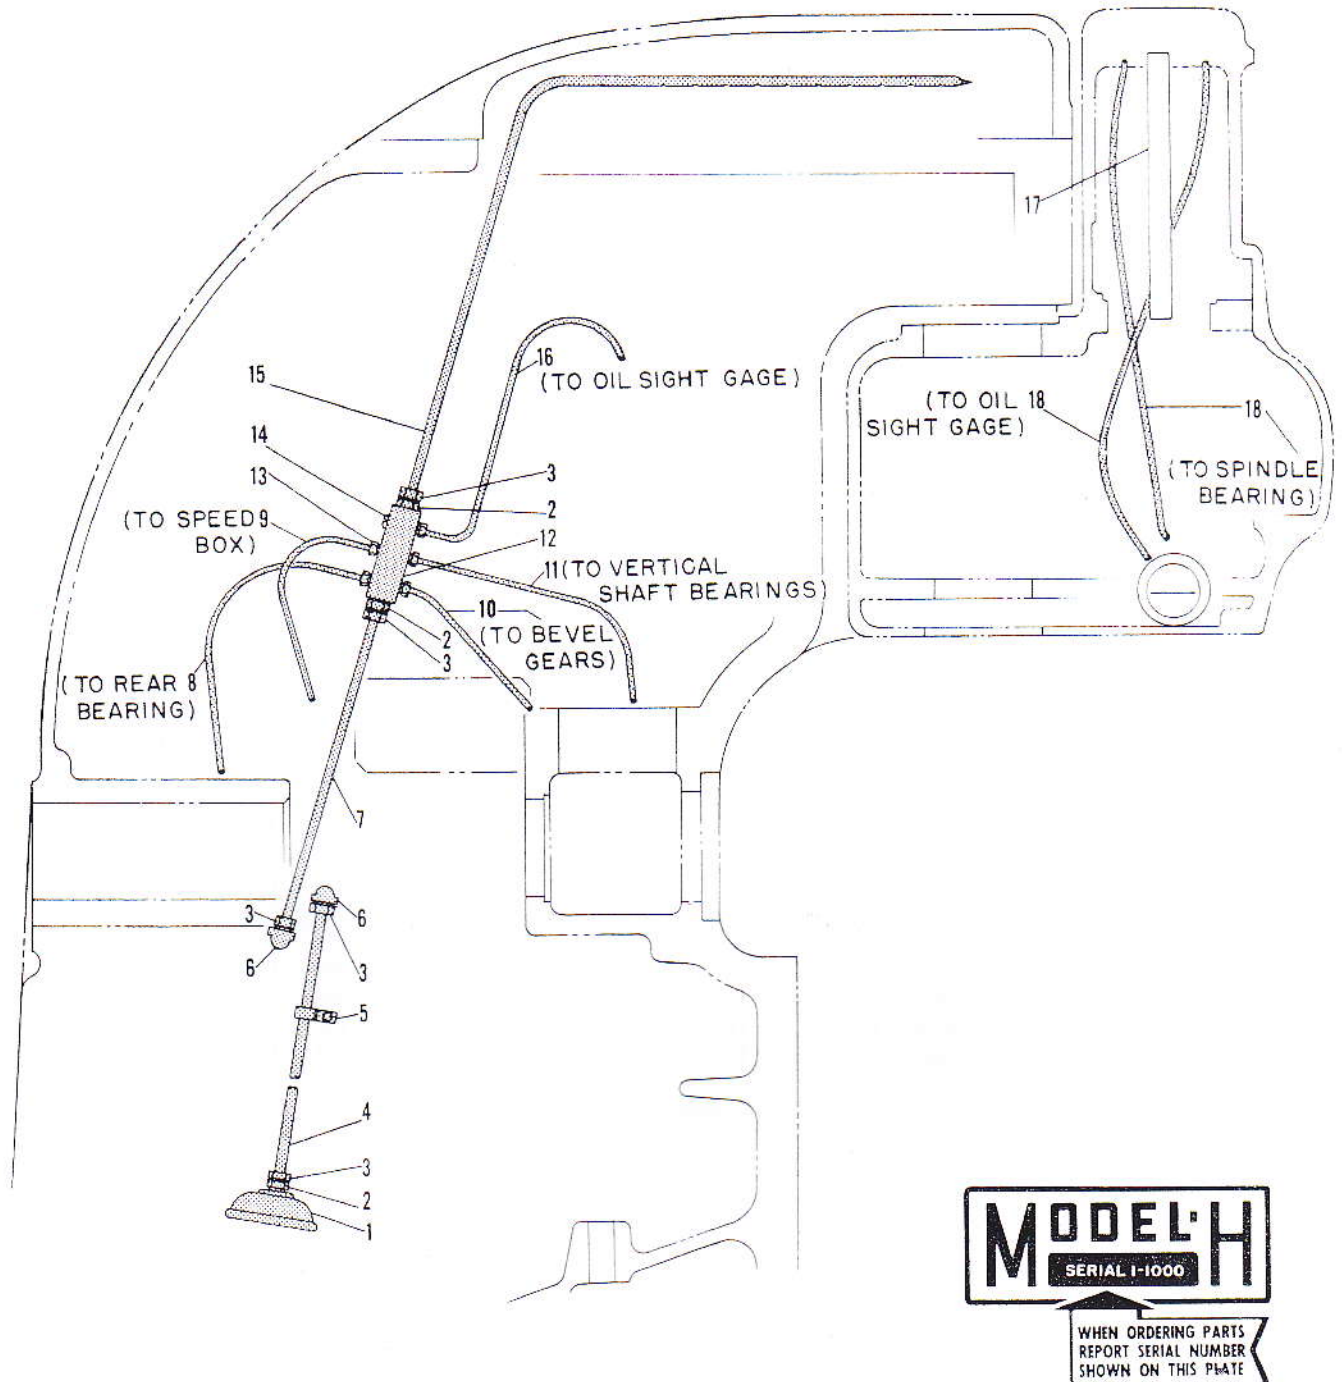 17
16
(TO OIL SIGHT GAGE)
15
(TO OIL 18
SIGHT GAGE)
18
(TO SPINDLE
BEARING)
14
13
3
2
12
(TO SPEED 9
BOX)
11 (TO VERTICAL
SHAFT BEARINGS)
10
(TO BEVEL
GEARS)
2
3
(TO REAR 8
BEARING)
7
3
6
6
3
5
4
3
2
1
MODEL·H
SERIAL 1-1000
WHEN ORDERING PARTS
REPORT SERIAL NUMBER
SHOWN ON THIS PLATE